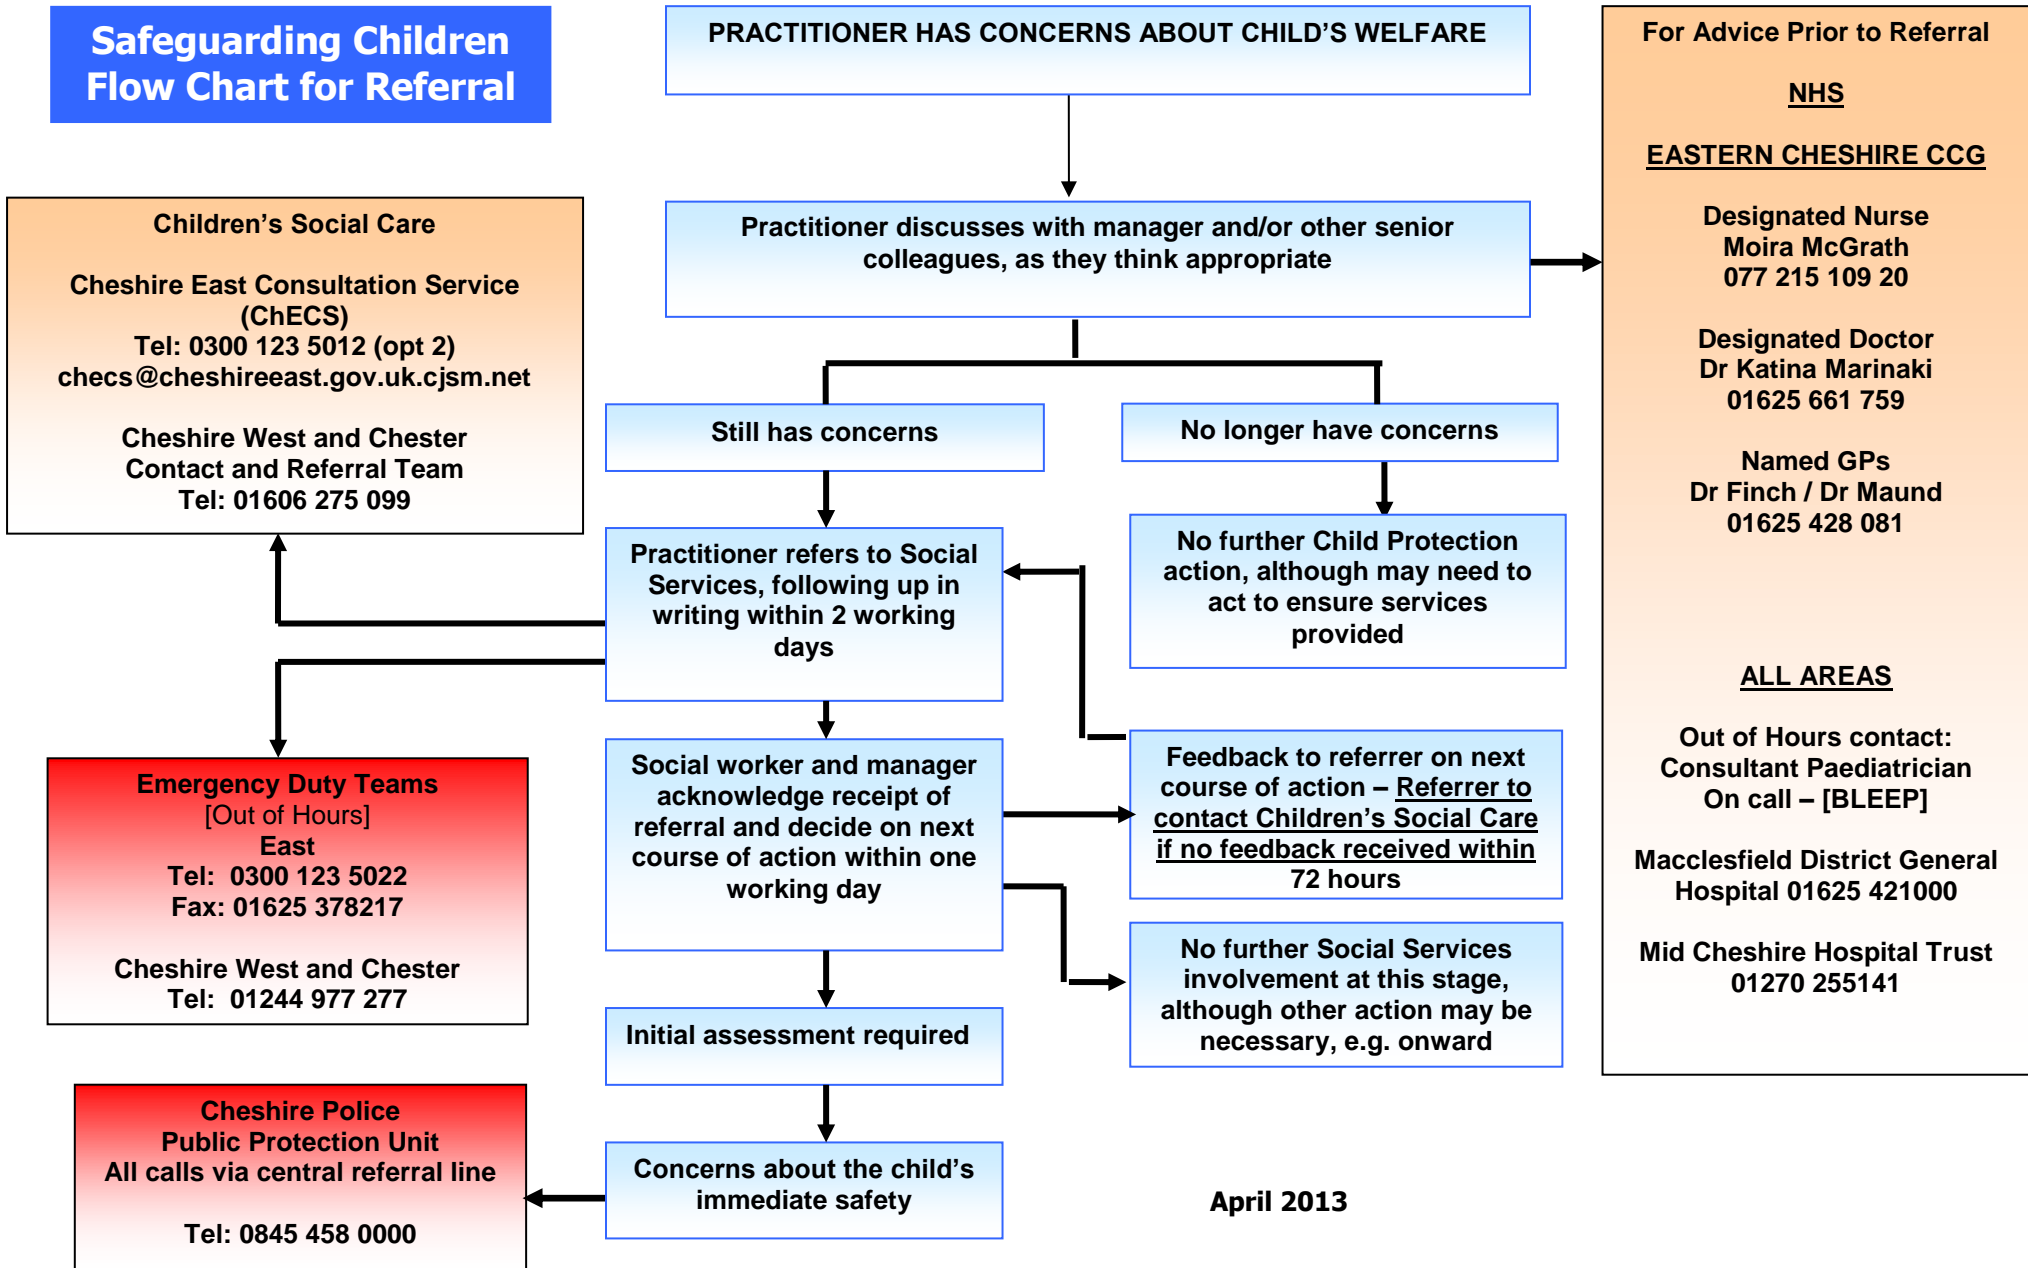 Safeguarding Children
Flow Chart for Referral
PRACTITIONER HAS CONCERNS ABOUT CHILD'S WELFARE
Practitioner discusses with manager and/or other senior
colleagues, as they think appropriate
For Advice Prior to Referral
NHS
EASTERN CHESHIRE CCG
Designated Nurse
Moira McGrath
077 215 109 20
Designated Doctor
Dr Katina Marinaki
01625 661 759
Named GPs
Dr Finch / Dr Maund
01625 428 081
ALL AREAS
Out of Hours contact:
Consultant Paediatrician
On call – [BLEEP]
Macclesfield District General
Hospital 01625 421000
Mid Cheshire Hospital Trust
01270 255141
Children's Social Care
Cheshire East Consultation Service
(ChECS)
Tel: 0300 123 5012 (opt 2)
checs@cheshireeast.gov.uk.cjsm.net
Cheshire West and Chester
Contact and Referral Team
Tel: 01606 275 099
Still has concerns
No longer have concerns
Practitioner refers to Social
Services, following up in
writing within 2 working
days
No further Child Protection
action, although may need to
act to ensure services
provided
Emergency Duty Teams
[Out of Hours]
East
Tel: 0300 123 5022
Fax: 01625 378217
Cheshire West and Chester
Tel: 01244 977 277
Social worker and manager
acknowledge receipt of
referral and decide on next
course of action within one
working day
Feedback to referrer on next
course of action – Referrer to
contact Children's Social Care
if no feedback received within
72 hours
No further Social Services
involvement at this stage,
although other action may be
necessary, e.g. onward
Initial assessment required
Cheshire Police
Public Protection Unit
All calls via central referral line
Tel: 0845 458 0000
Concerns about the child's
immediate safety
April 2013